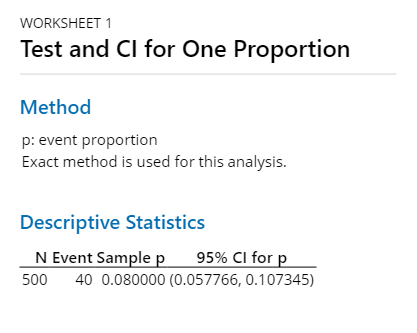 WORKSHEET 1
Test and CI for One Proportion
Method
p: event proportion
Exact method is used for this analysis.
Descriptive Statistics
N Event Sample p 95% CI for p
500 40 0.080000 (0.057766, 0.107345)